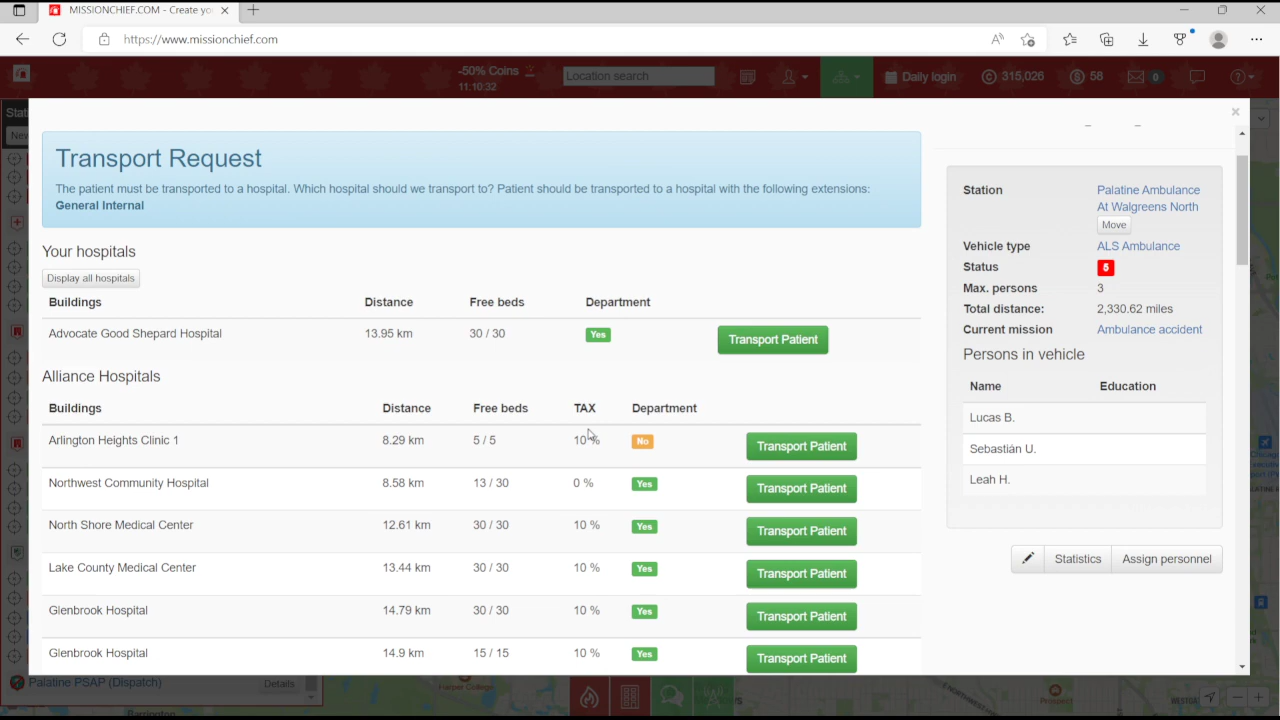 MISSIONCHIEF.COM - Create yo
https://www.missionchief.com
-50% Coins
11:10:32
Location search
Daily login
315,026
58
0
Stati
New
Transport Request
The patient must be transported to a hospital. Which hospital should we transport to? Patient should be transported to a hospital with the following extensions:
General Internal
Your hospitals
Display all hospitals
Buildings Distance Free beds Department
Advocate Good Shepard Hospital 13.95 km 30 / 30 Yes Transport Patient
Alliance Hospitals
Buildings Distance Free beds TAX Department
Arlington Heights Clinic 1 8.29 km 5 / 5 10 % No Transport Patient
Northwest Community Hospital 8.58 km 13 / 30 0 % Yes Transport Patient
North Shore Medical Center 12.61 km 30 / 30 10 % Yes Transport Patient
Lake County Medical Center 13.44 km 30 / 30 10 % Yes Transport Patient
Glenbrook Hospital 14.79 km 30 / 30 10 % Yes Transport Patient
Glenbrook Hospital 14.9 km 15 / 15 10 % Yes Transport Patient
Station Palatine Ambulance
At Walgreens North
Move
Vehicle type ALS Ambulance
Status 5
Max. persons 3
Total distance: 2,330.62 miles
Current mission Ambulance accident
Persons in vehicle
Name Education
Lucas B.
Sebastián U.
Leah H.
Statistics Assign personnel
Palatine PSAP (Dispatch) Details
Harper College
Barrington
E NORTHWEST HWY
Prospect